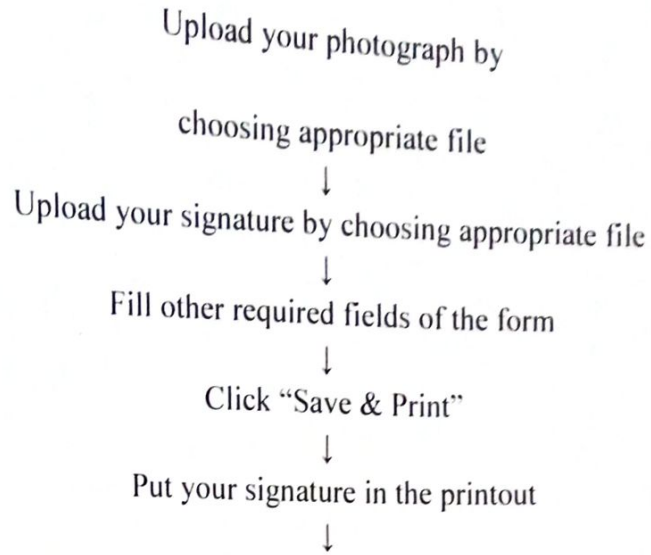 Upload your photograph by
choosing appropriate file
↓
Upload your signature by choosing appropriate file
↓
Fill other required fields of the form
↓
Click “Save & Print”
↓
Put your signature in the printout
↓